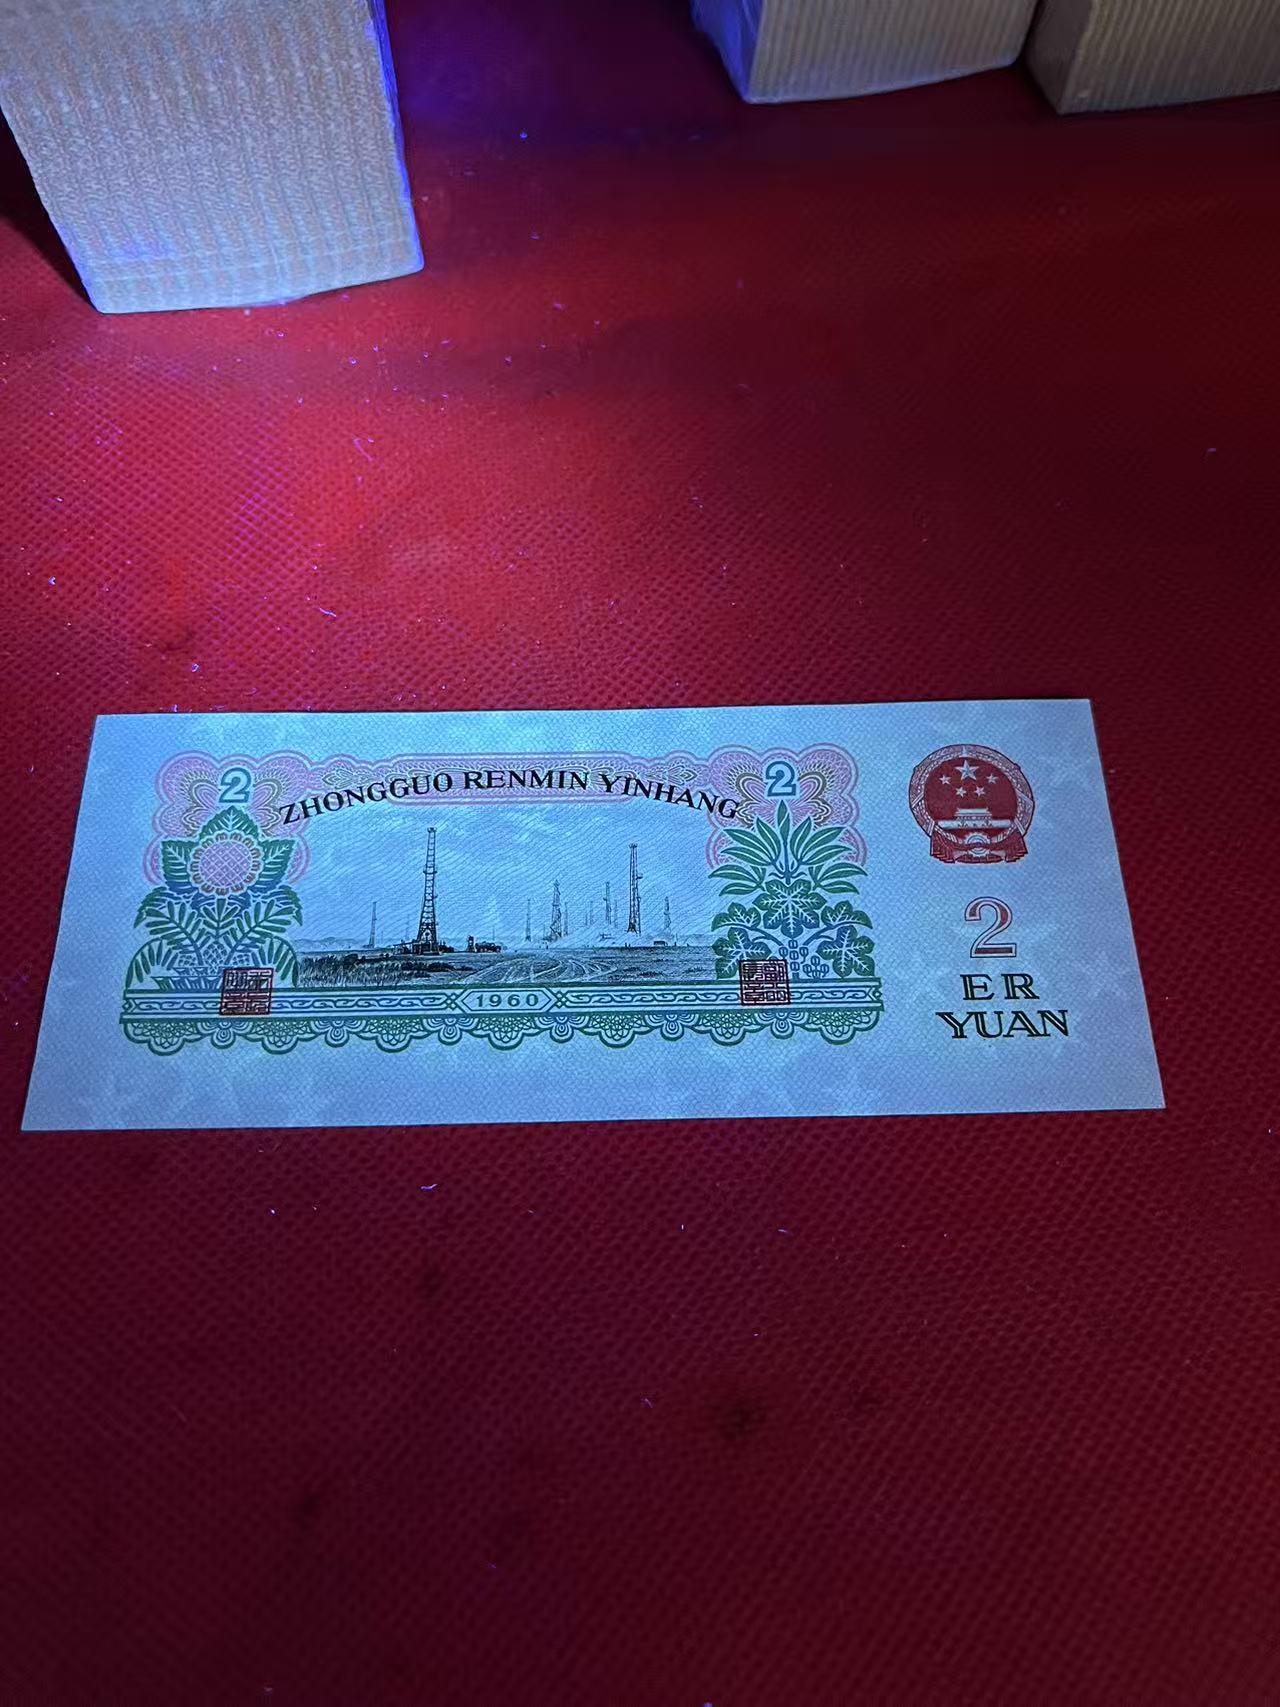 2
2
ZHONGGUO RENMIN YINHANG
1960
2
ER
YUAN